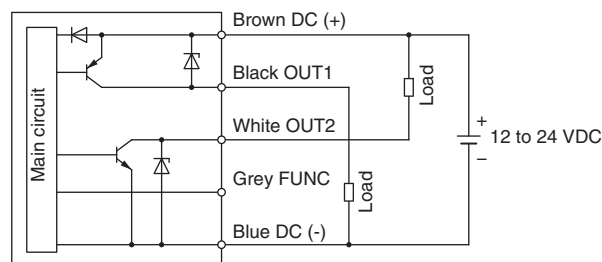 Brown DC (+)
Main circuit
Black OUT1
Load
White OUT2
+
12 to 24 VDC
−
Grey FUNC
Load
Blue DC (-)